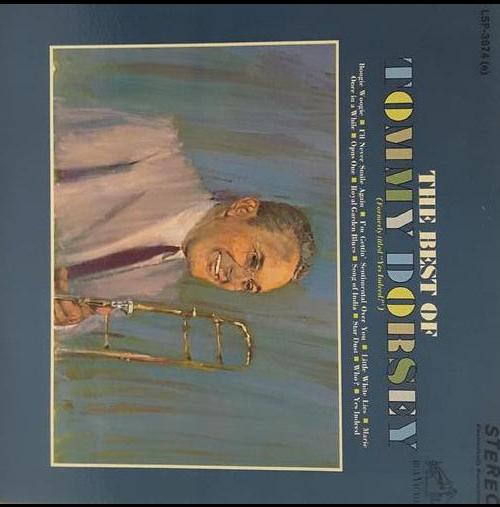 LSP-3674 (e)
STEREO
THE BEST OF
TOMMY DORSEY
(Formerly titled "Yes Indeed!")
Boogie Woogie ■ I'll Never Smile Again ■ I'm Gettin' Sentimental Over You ■ Little White Lies ■ Marie
Once in a While ■ Opus One ■ Royal Garden Blues ■ Song of India ■ Star Dust ■ Who? ■ Yes Indeed